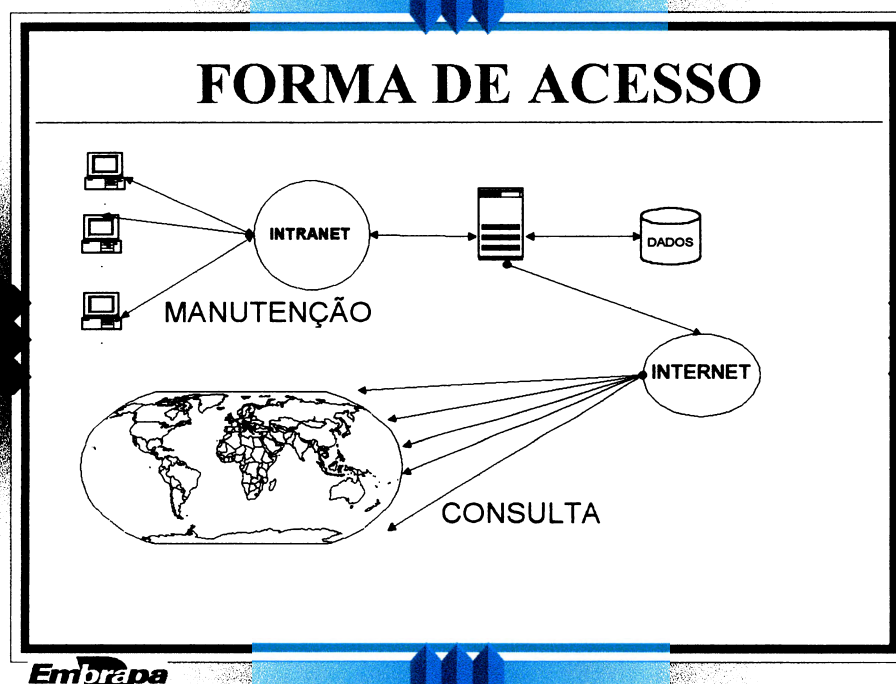 FORMA DE ACESSO
INTRANET
DADOS
MANUTENÇÃO
INTERNET
CONSULTA
Embrapa